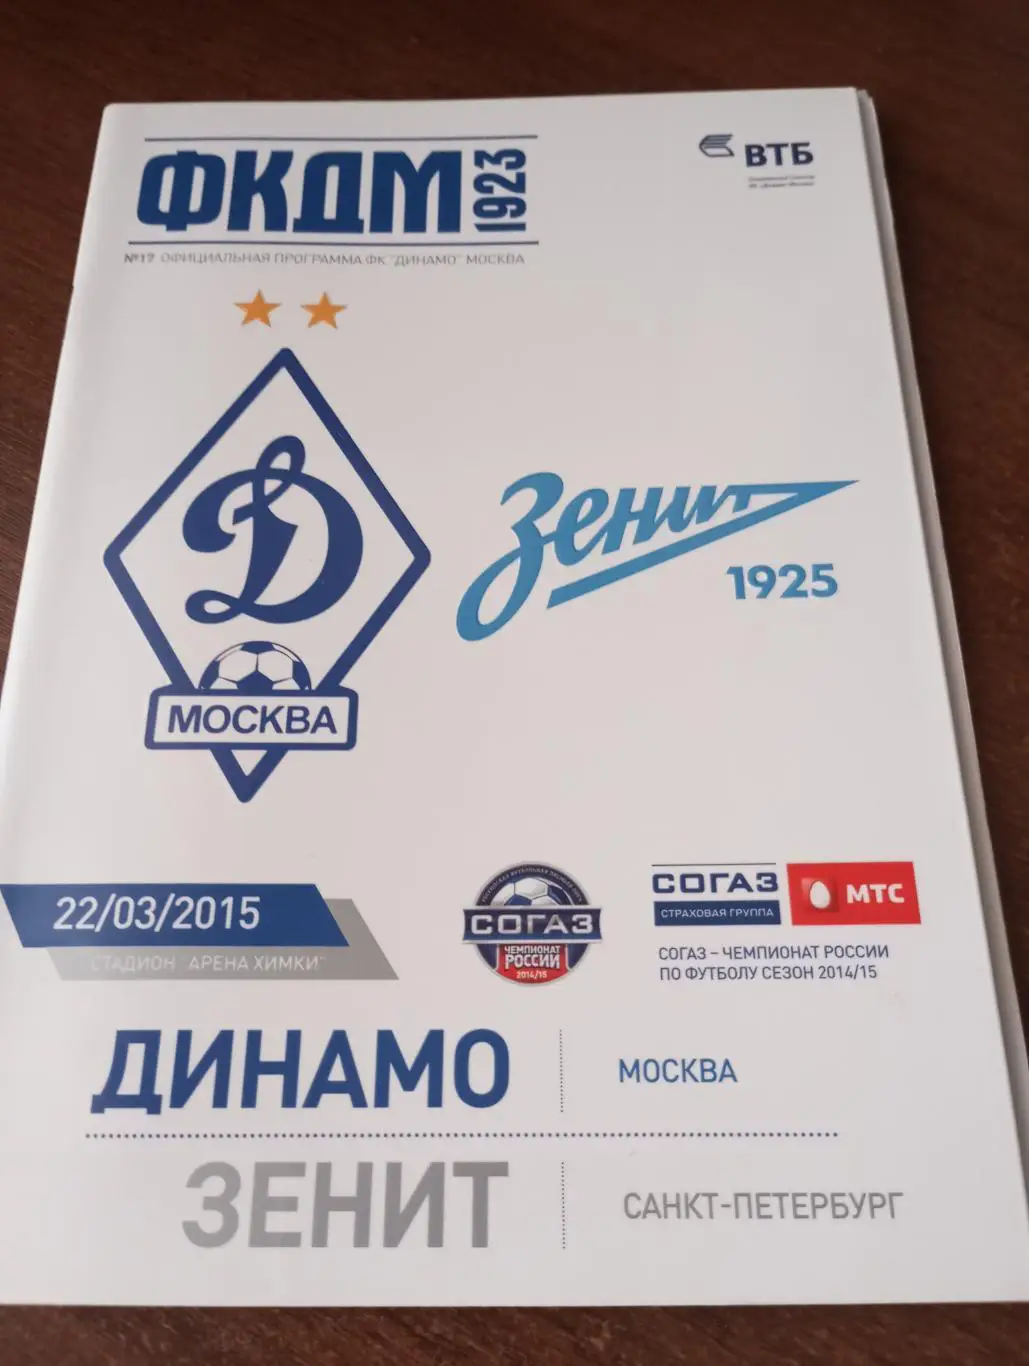 ФКДМ 1923
ВТБ
№17 ОФИЦИАЛЬНАЯ ПРОГРАММА ФК "ДИНАМО" МОСКВА
Д
МОСКВА
Зенит
1925
22/03/2015
СТАДИОН "АРЕНА ХИМКИ"
СОГАЗ
ЧЕМПИОНАТ
РОССИИ
2014/15
СОГАЗ
СТРАХОВАЯ ГРУППА
МТС
СОГАЗ – ЧЕМПИОНАТ РОССИИ
ПО ФУТБОЛУ СЕЗОН 2014/15
ДИНАМО
МОСКВА
ЗЕНИТ
САНКТ-ПЕТЕРБУРГ